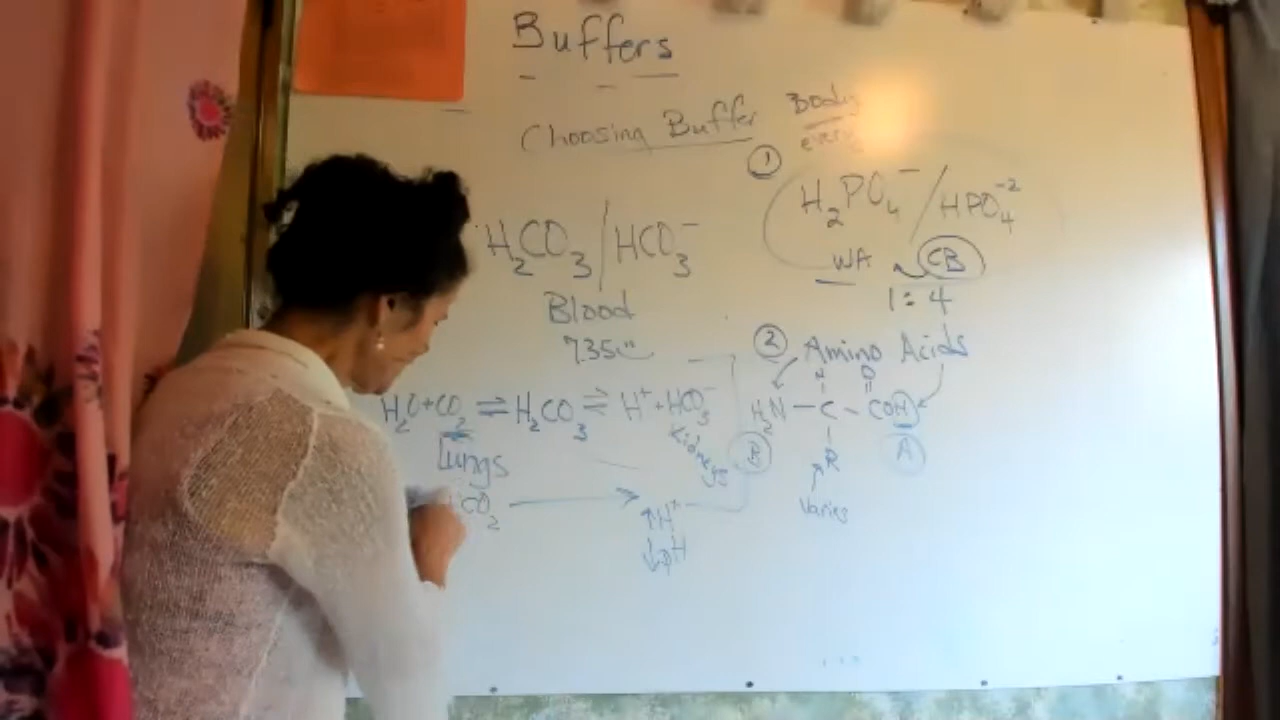 Buffers
Choosing Buffer
Body
①
H₂PO₄⁻ / HPO₄⁻²
WA CB
1 : 4
H₂CO₃ / HCO₃⁻
Blood
7.35
② Amino Acids
H O
H₂N – C – COH
B R A
Varies
H₂O + CO₂ ⇌ H₂CO₃ ⇌ H⁺ + HCO₃⁻
Lungs Kidneys
CO₂ → ↑H⁺
↓pH